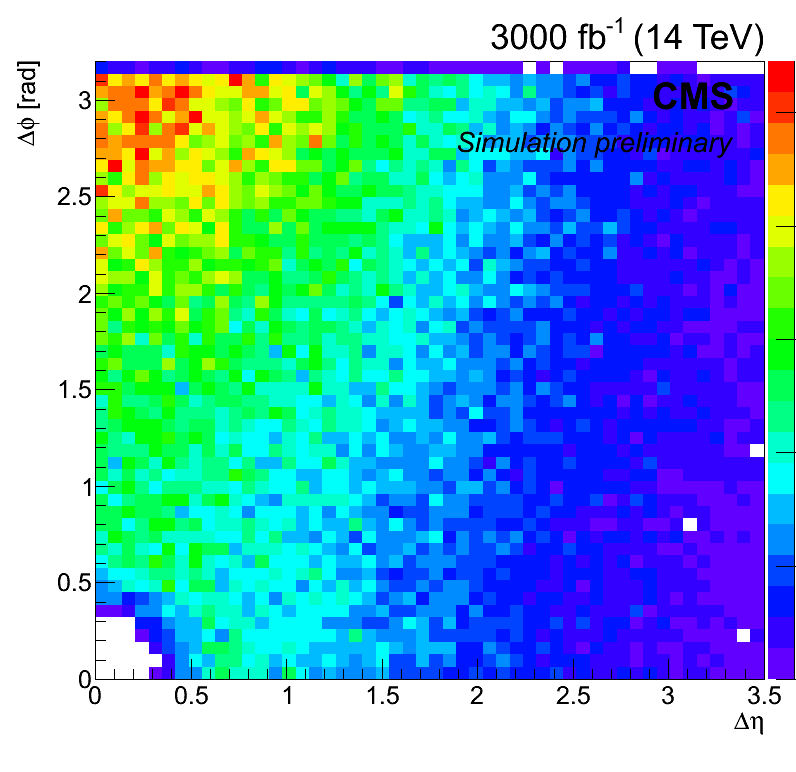 3000 fb-1 (14 TeV)
Δϕ [rad]
CMS
Simulation preliminary
3
2.5
2
1.5
1
0.5
0
0 0.5 1 1.5 2 2.5 3 3.5
Δη